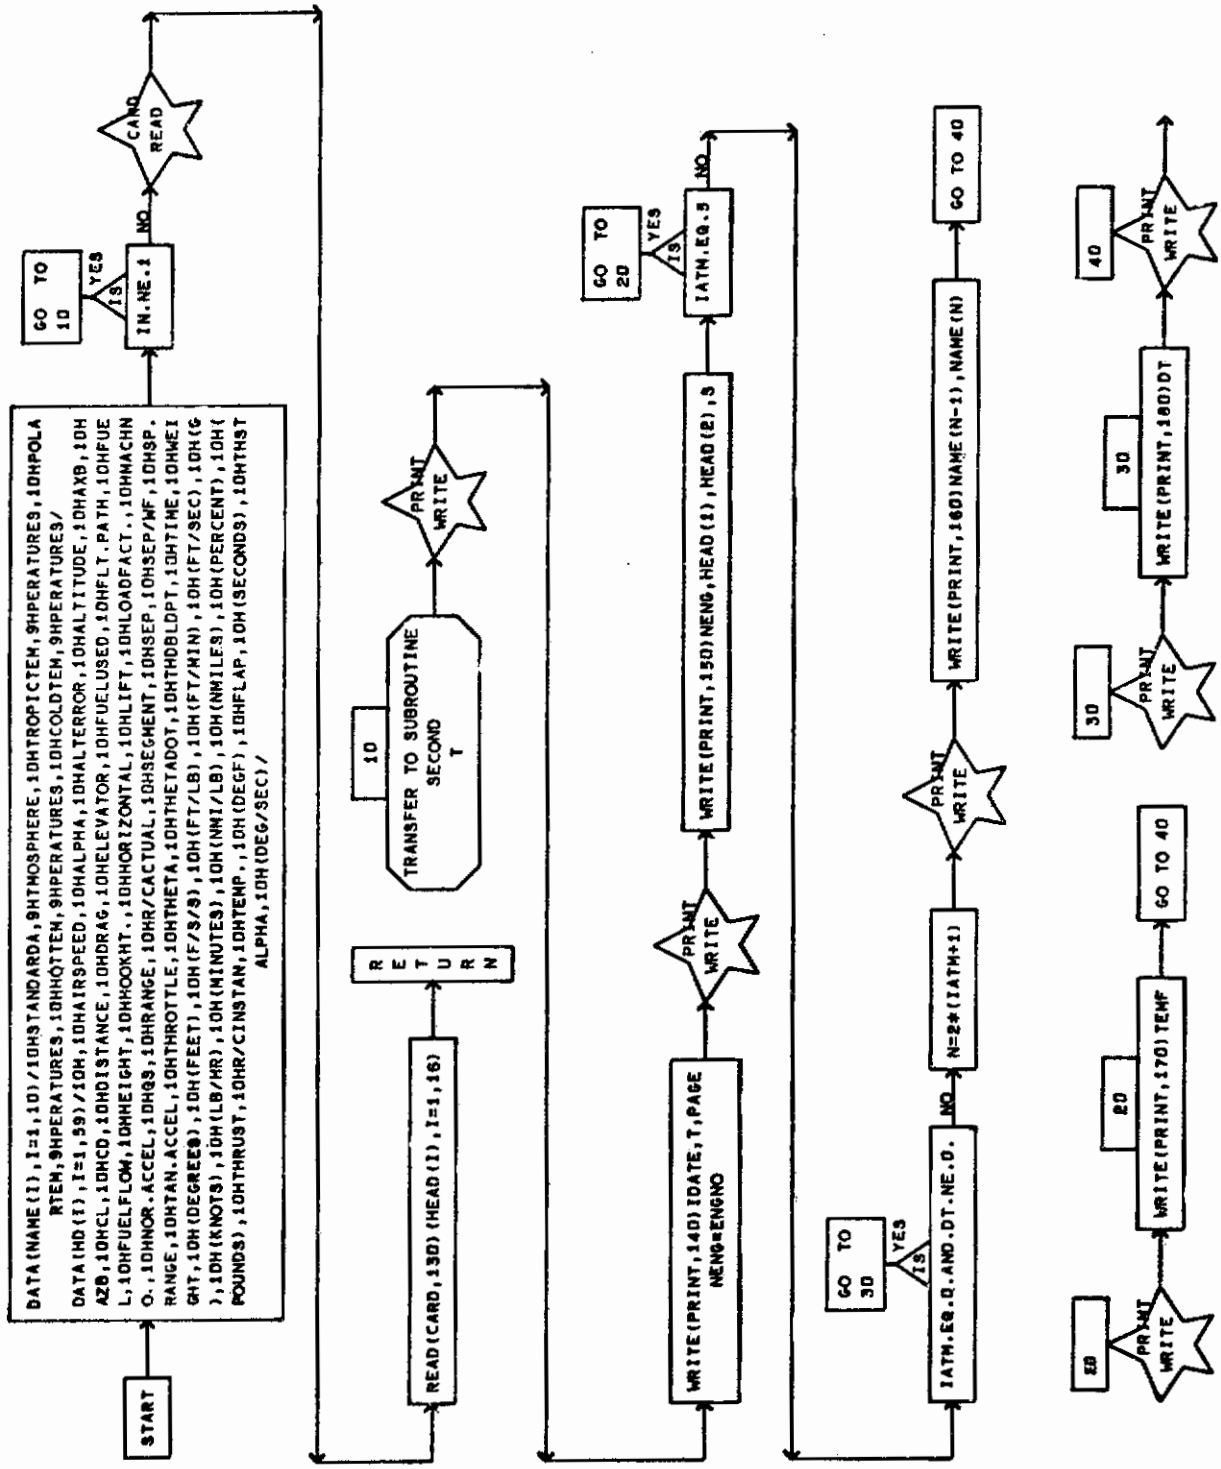 START
DATA(NAME(I),I=1,10)/10HSTANDARDA,9HTMOSPHERE,10HTROPICTEM,9HPERATURES,10HPOLA
RTEM,9HPERATURES,10HHOTTEM,9HPERATURES,10HCOLDTEM,9HPERATURES/
DATA(HD(I),I=1,59)/10H,10HAIRSPEED,10HALPHA,10HALTERROR,10HALTITUDE,10HAXB,10H
AZB,10HCL,10HCD,10HDISTANCE,10HDRAG,10HELEVATOR,10HFUELUSED,10HFLT.PATH,10HFUE
L,10HFUELFLOW,10HHEIGHT,10HHOOKHT.,10HHORIZONTAL,10HLIFT,10HLOADFACT.,10HMACHN
O.,10HNOR.ACCEL,10HQS,10HRANGE,10HR/CACTUAL,10HSEGMENT,10HSEP,10HSEP/WF,10HSP.
RANGE,10HTAN.ACCEL,10HTHROTTLE,10HTHETA,10HTHETADOT,10HTHDBLDPT,10HTIME,10HWEI
GHT,10H(DEGREES),10H(FEET),10H(F/S/S),10H(FT/LB),10H(FT/MIN),10H(FT/SEC),10H(G
),10H(KNOTS),10H(LB/HR),10H(MINUTES),10H(NMI/LB),10H(NMILES),10H(PERCENT),10H(
POUNDS),10HTHRUST,10HR/CINSTAN,10HTEMP.,10H(DEGF),10HFLAP,10H(SECONDS),10HTHST
ALPHA,10H(DEG/SEC)/
GO TO
10
IS
YES
IN.NE.1
NO
CARD
READ
READ(CARD,130)(HEAD(I),I=1,16)
RETURN
10
TRANSFER TO SUBROUTINE
SECOND
T
PRINT
WRITE
WRITE(PRINT,140)IDATE,T,PAGE
NENG=ENGNO
PRINT
WRITE
WRITE(PRINT,150)NENG,HEAD(1),HEAD(2),S
GO TO
20
IS
YES
IATM.EQ.5
NO
GO TO
30
IS
YES
IATM.EQ.0.AND.DT.NE.0.
NO
N=2*(IATM+1)
PRINT
WRITE
WRITE(PRINT,160)NAME(N-1),NAME(N)
GO TO 40
20
PRINT
WRITE
20
WRITE(PRINT,170)TEMF
GO TO 40
30
PRINT
WRITE
30
WRITE(PRINT,180)DT
40
PRINT
WRITE